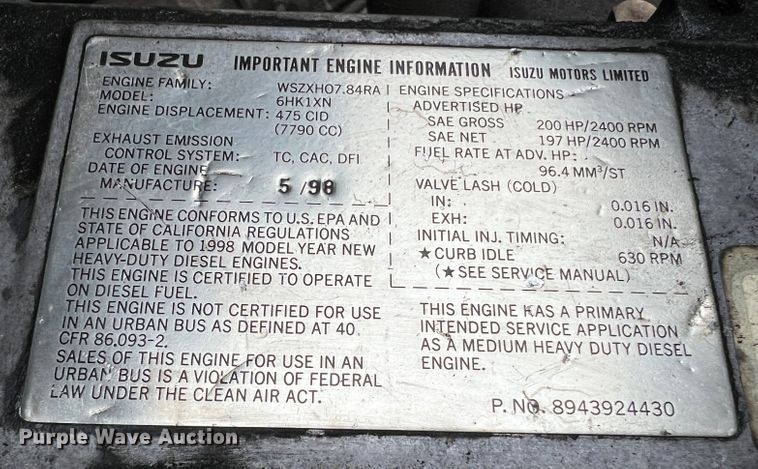 ISUZU IMPORTANT ENGINE INFORMATION ISUZU MOTORS LIMITED
ENGINE FAMILY: WSZXH07.84RA
MODEL: 6HK1XN
ENGINE DISPLACEMENT: 475 CID
(7790 CC)
EXHAUST EMISSION
CONTROL SYSTEM: TC, CAC, DFI
DATE OF ENGINE
MANUFACTURE: 5 / 98
THIS ENGINE CONFORMS TO U.S. EPA AND
STATE OF CALIFORNIA REGULATIONS
APPLICABLE TO 1998 MODEL YEAR NEW
HEAVY-DUTY DIESEL ENGINES.
THIS ENGINE IS CERTIFIED TO OPERATE
ON DIESEL FUEL.
THIS ENGINE IS NOT CERTIFIED FOR USE
IN AN URBAN BUS AS DEFINED AT 40.
CFR 86.093-2.
SALES OF THIS ENGINE FOR USE IN AN
URBAN BUS IS A VIOLATION OF FEDERAL
LAW UNDER THE CLEAN AIR ACT.
ENGINE SPECIFICATIONS
ADVERTISED HP
SAE GROSS 200 HP/2400 RPM
SAE NET 197 HP/2400 RPM
FUEL RATE AT ADV. HP:
96.4 MM³/ST
VALVE LASH (COLD)
IN: 0.016 IN.
EXH: 0.016 IN.
INITIAL INJ. TIMING: N/A
★CURB IDLE 630 RPM
(★SEE SERVICE MANUAL)
THIS ENGINE HAS A PRIMARY
INTENDED SERVICE APPLICATION
AS A MEDIUM HEAVY DUTY DIESEL
ENGINE.
P. NO. 8943924430
Purple Wave Auction